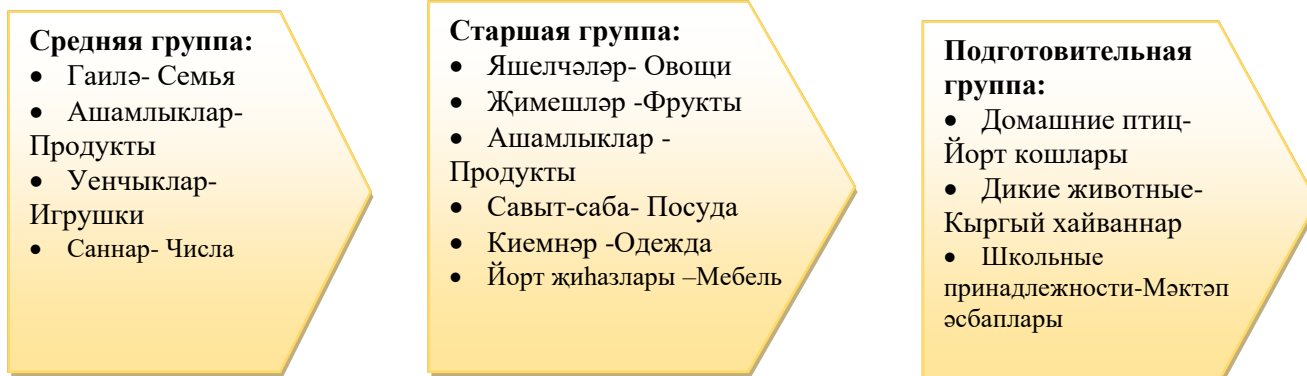 Средняя группа:
• Гаилә- Семья
• Ашамлыклар-
Продукты
• Уенчыклар-
Игрушки
• Саннар- Числа
Старшая группа:
• Яшелчәләр- Овощи
• Җимешләр -Фрукты
• Ашамлыклар -
Продукты
• Савыт-саба- Посуда
• Киемнәр -Одежда
• Йорт җиһазлары –Мебель
Подготовительная
группа:
• Домашние птиц-
Йорт кошлары
• Дикие животные-
Кыргый хайваннар
• Школьные
принадлежности-Мәктәп
әсбаплары